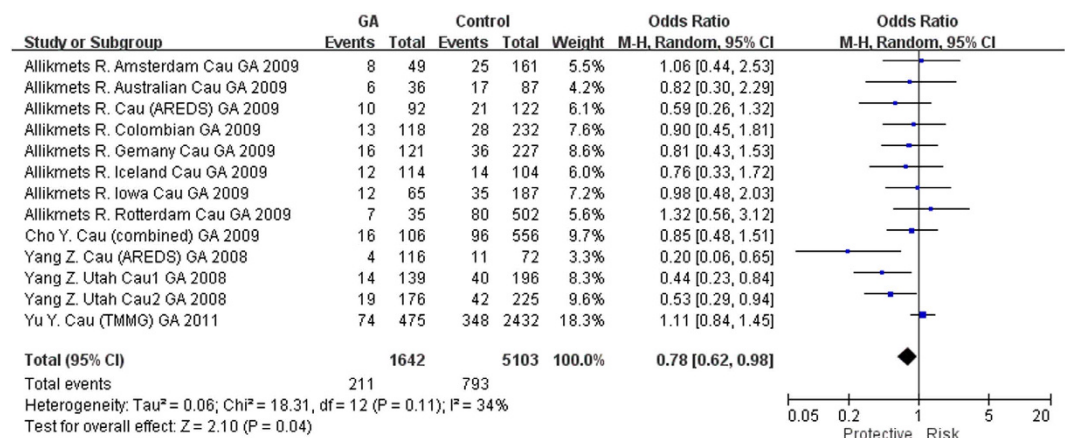 GA Control Odds Ratio Odds Ratio
Study or Subgroup Events Total Events Total Weight M-H, Random, 95% CI M-H, Random, 95% CI
Allikmets R. Amsterdam Cau GA 2009 8 49 25 161 5.5% 1.06 [0.44, 2.53]
Allikmets R. Australian Cau GA 2009 6 36 17 87 4.2% 0.82 [0.30, 2.29]
Allikmets R. Cau (AREDS) GA 2009 10 92 21 122 6.1% 0.59 [0.26, 1.32]
Allikmets R. Colombian GA 2009 13 118 28 232 7.6% 0.90 [0.45, 1.81]
Allikmets R. Gemany Cau GA 2009 16 121 36 227 8.6% 0.81 [0.43, 1.53]
Allikmets R. Iceland Cau GA 2009 12 114 14 104 6.0% 0.76 [0.33, 1.72]
Allikmets R. Iowa Cau GA 2009 12 65 35 187 7.2% 0.98 [0.48, 2.03]
Allikmets R. Rotterdam Cau GA 2009 7 35 80 502 5.6% 1.32 [0.56, 3.12]
Cho Y. Cau (combined) GA 2009 16 106 96 556 9.7% 0.85 [0.48, 1.51]
Yang Z. Cau (AREDS) GA 2008 4 116 11 72 3.3% 0.20 [0.06, 0.65]
Yang Z. Utah Cau1 GA 2008 14 139 40 196 8.3% 0.44 [0.23, 0.84]
Yang Z. Utah Cau2 GA 2008 19 176 42 225 9.6% 0.53 [0.29, 0.94]
Yu Y. Cau (TMMG) GA 2011 74 475 348 2432 18.3% 1.11 [0.84, 1.45]
Total (95% CI) 1642 5103 100.0% 0.78 [0.62, 0.98]
Total events 211 793
Heterogeneity: Tau² = 0.06; Chi² = 18.31, df = 12 (P = 0.11); I² = 34%
Test for overall effect: Z = 2.10 (P = 0.04)
0.05 0.2 1 5 20
Protective Risk